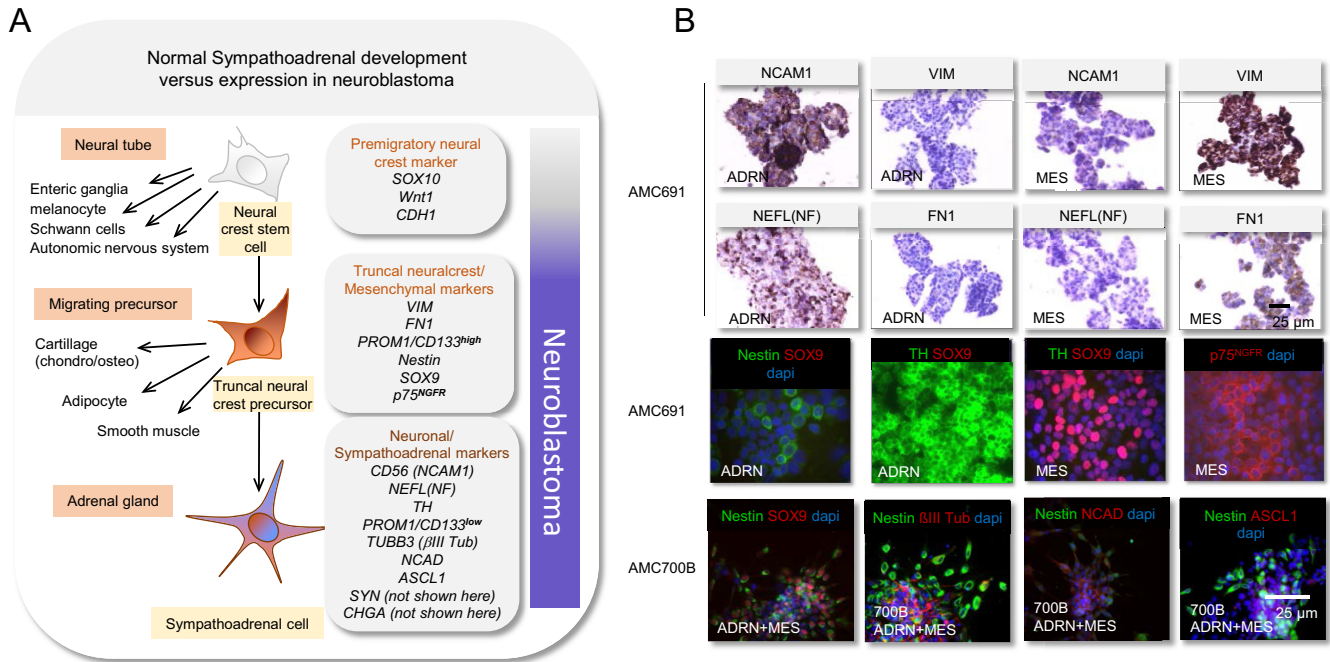 A
Normal Sympathoadrenal development
versus expression in neuroblastoma
Neural tube
Enteric ganglia
melanocyte
Schwann cells
Autonomic nervous system
Neural
crest stem
cell
Migrating precursor
Cartilage
(chondro/osteo)
Adipocyte
Smooth muscle
Truncal neural
crest precursor
Adrenal gland
Sympathoadrenal cell
Premigratory neural
crest marker
SOX10
Wnt1
CDH1
Truncal neuralcrest/
Mesenchymal markers
VIM
FN1
PROM1/CD133high
Nestin
SOX9
p75NGFR
Neuronal/
Sympathoadrenal markers
CD56 (NCAM1)
NEFL(NF)
TH
PROM1/CD133low
TUBB3 (βIII Tub)
NCAD
ASCL1
SYN (not shown here)
CHGA (not shown here)
Neuroblastoma
B
AMC691
NCAM1
ADRN
VIM
ADRN
NCAM1
MES
VIM
MES
NEFL(NF)
ADRN
FN1
ADRN
NEFL(NF)
MES
FN1
MES
25 µm
AMC691
Nestin SOX9
dapi
ADRN
TH SOX9
ADRN
TH SOX9 dapi
MES
p75NGFR dapi
MES
AMC700B
Nestin SOX9 dapi
ADRN+MES
Nestin ßIII Tub dapi
700B
ADRN+MES
Nestin NCAD dapi
700B
ADRN+MES
Nestin ASCL1
dapi
700B
ADRN+MES
25 µm